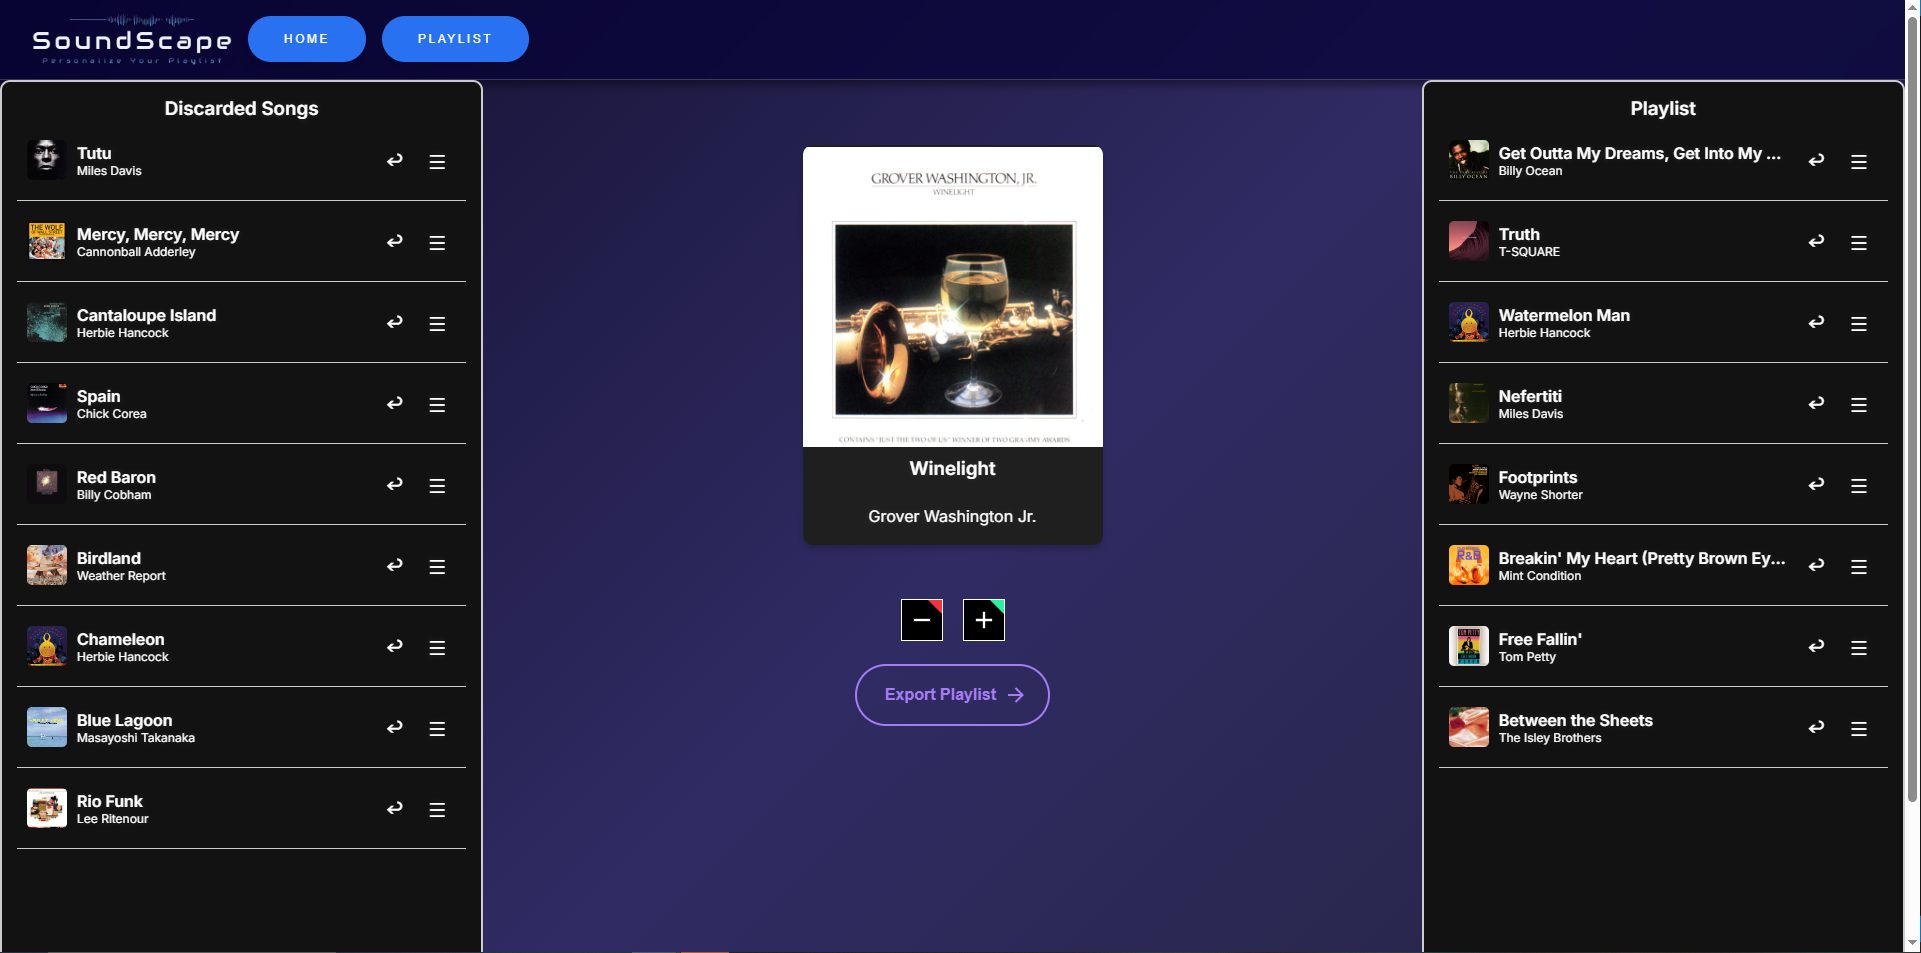 SoundScape
Personalize Your Playlist
HOME
PLAYLIST
Discarded Songs
Tutu
Miles Davis
Mercy, Mercy, Mercy
Cannonball Adderley
Cantaloupe Island
Herbie Hancock
Spain
Chick Corea
Red Baron
Billy Cobham
Birdland
Weather Report
Chameleon
Herbie Hancock
Blue Lagoon
Masayoshi Takanaka
Rio Funk
Lee Ritenour
GROVER WASHINGTON, JR.
WINELIGHT
CONTAINS "JUST THE TWO OF US" WINNER OF TWO GRAMMY AWARDS
Winelight
Grover Washington Jr.
Export Playlist
Playlist
Get Outta My Dreams, Get Into My ...
Billy Ocean
BILLY OCEAN
Truth
T-SQUARE
Watermelon Man
Herbie Hancock
Nefertiti
Miles Davis
Footprints
Wayne Shorter
R&B
Breakin' My Heart (Pretty Brown Ey...
Mint Condition
TOM PETTY
Free Fallin'
Tom Petty
Between the Sheets
The Isley Brothers